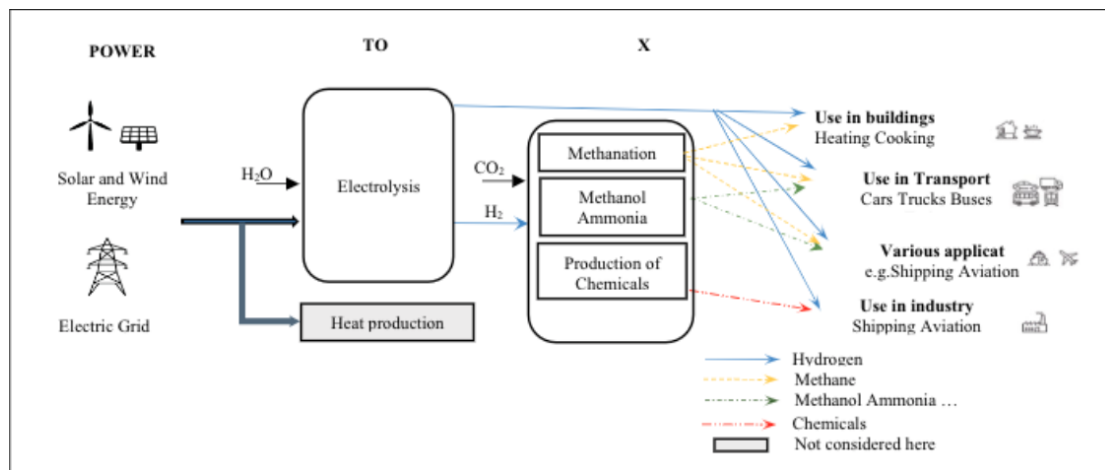 POWER
TO
X
Solar and Wind
Energy
Electric Grid
H₂O
Electrolysis
Heat production
CO₂
H₂
Methanation
Methanol
Ammonia
Production of
Chemicals
Use in buildings
Heating Cooking
Use in Transport
Cars Trucks Buses
Various applicat
e.g.Shipping Aviation
Use in industry
Shipping Aviation
Hydrogen
Methane
Methanol Ammonia …
Chemicals
Not considered here